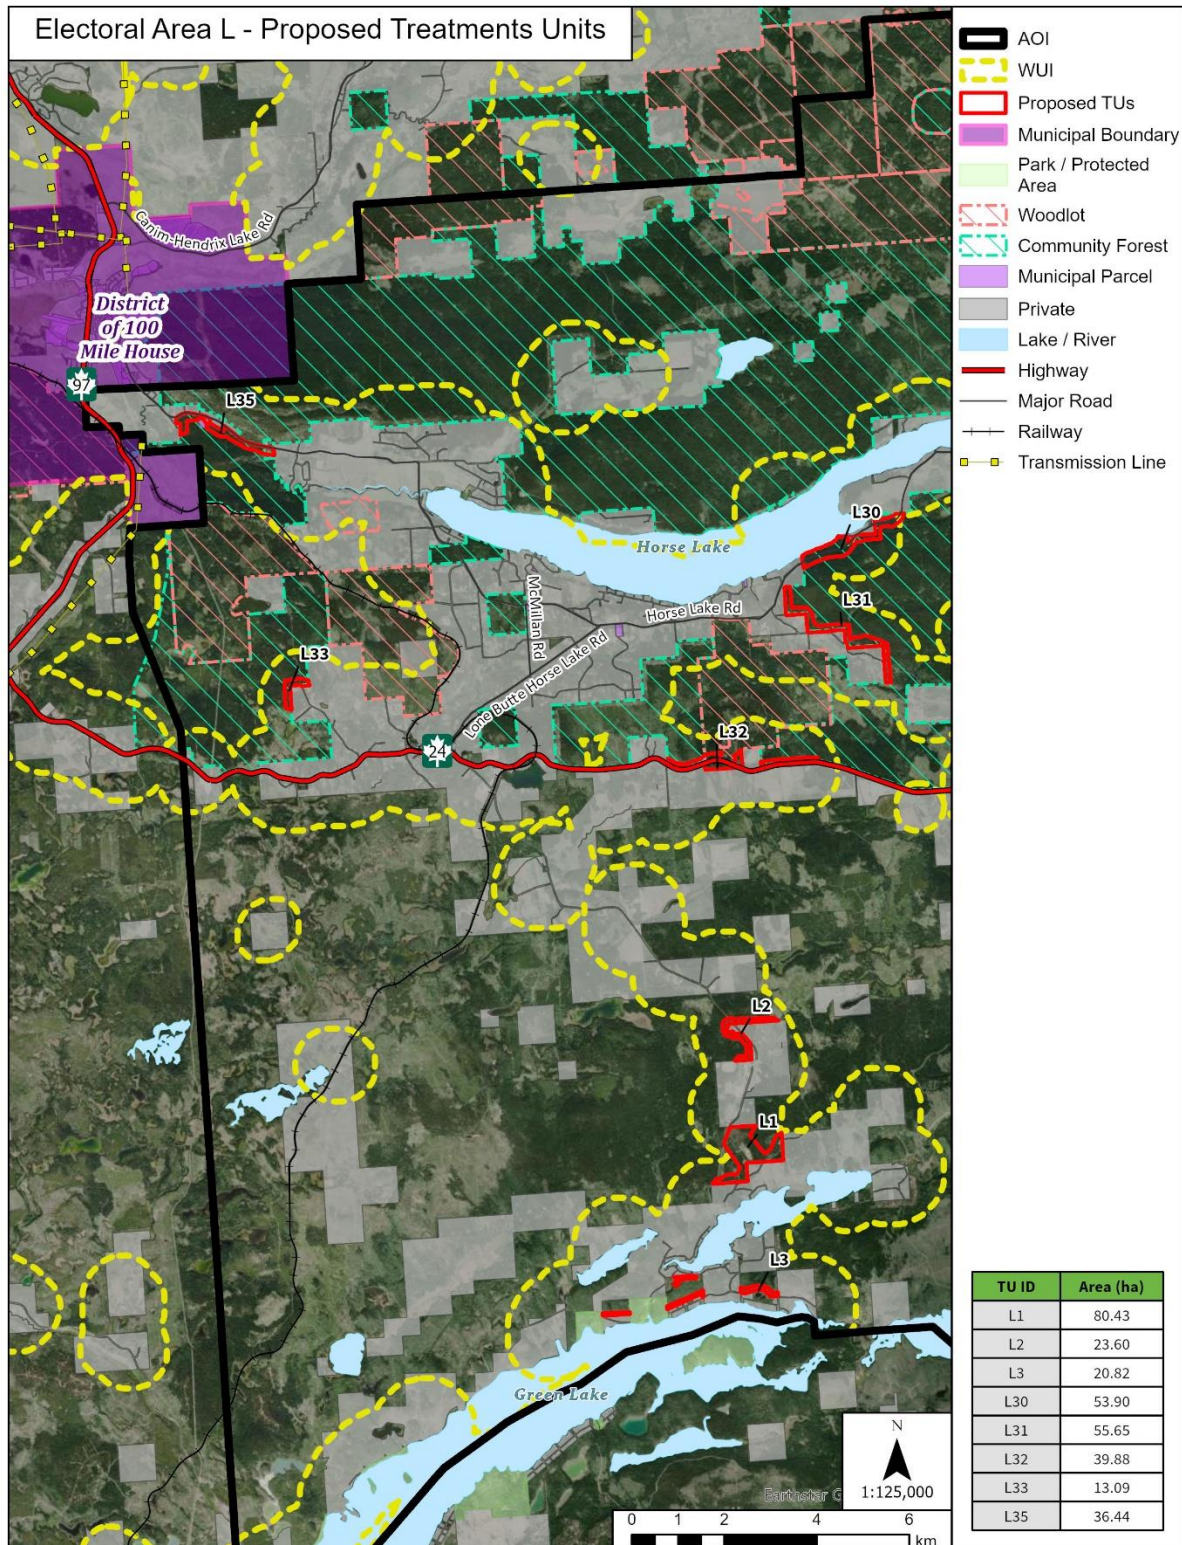 Electoral Area L - Proposed Treatments Units
AOI
WUI
Proposed TUs
Municipal Boundary
Park / Protected
Area
Woodlot
Community Forest
Municipal Parcel
Private
Lake / River
Highway
Major Road
Railway
Transmission Line
Canim-Hendrix Lake Rd
District
of 100
Mile House
97
L35
L30
Horse Lake
McMillan Rd
Horse Lake Rd
L31
L33
Lone Butte Horse Lake Rd
L32
24
L2
L1
L3
Green Lake
TU ID Area (ha)
L1 80.43
L2 23.60
L3 20.82
L30 53.90
L31 55.65
L32 39.88
L33 13.09
L35 36.44
N
1:125,000
Earthstar G
0 1 2 4 6
km